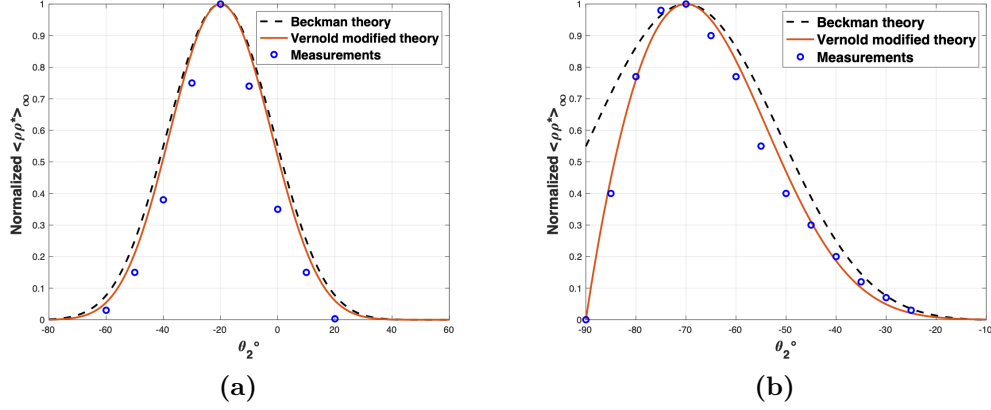 Beckman theory
Vernold modified theory
Measurements
Normalized <ρρ*>∞
1
0.9
0.8
0.7
0.6
0.5
0.4
0.3
0.2
0.1
0
-80 -60 -40 -20 0 20 40 60
θ2°
(a)
Beckman theory
Vernold modified theory
Measurements
Normalized <ρρ*>∞
1
0.9
0.8
0.7
0.6
0.5
0.4
0.3
0.2
0.1
0
-90 -80 -70 -60 -50 -40 -30 -20 -10
θ2°
(b)